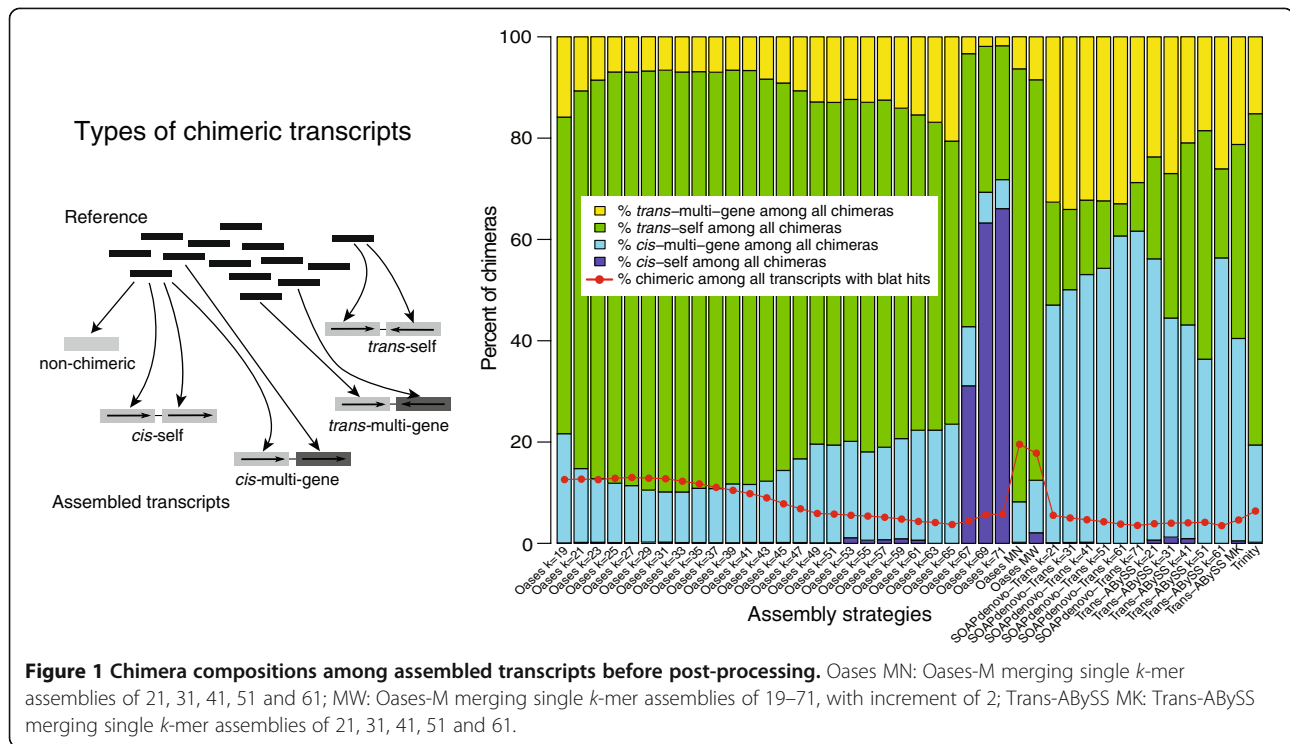 Types of chimeric transcripts
Reference
non-chimeric
cis-self
cis-multi-gene
trans-multi-gene
trans-self
Assembled transcripts
Percent of chimeras
100
80
60
40
20
0
% trans–multi–gene among all chimeras
% trans–self among all chimeras
% cis–multi–gene among all chimeras
% cis–self among all chimeras
% chimeric among all transcripts with blat hits
Oases k=19
Oases k=21
Oases k=23
Oases k=25
Oases k=27
Oases k=29
Oases k=31
Oases k=33
Oases k=35
Oases k=37
Oases k=39
Oases k=41
Oases k=43
Oases k=45
Oases k=47
Oases k=49
Oases k=51
Oases k=53
Oases k=55
Oases k=57
Oases k=59
Oases k=61
Oases k=63
Oases k=65
Oases k=67
Oases k=69
Oases k=71
Oases MN
Oases MW
SOAPdenovo–Trans k=21
SOAPdenovo–Trans k=31
SOAPdenovo–Trans k=41
SOAPdenovo–Trans k=51
SOAPdenovo–Trans k=61
SOAPdenovo–Trans k=71
Trans–ABySS k=21
Trans–ABySS k=31
Trans–ABySS k=41
Trans–ABySS k=51
Trans–ABySS k=61
Trans–ABySS MK
Trinity
Assembly strategies
Figure 1 Chimera compositions among assembled transcripts before post-processing. Oases MN: Oases-M merging single k-mer
assemblies of 21, 31, 41, 51 and 61; MW: Oases-M merging single k-mer assemblies of 19–71, with increment of 2; Trans-ABySS MK: Trans-ABySS
merging single k-mer assemblies of 21, 31, 41, 51 and 61.